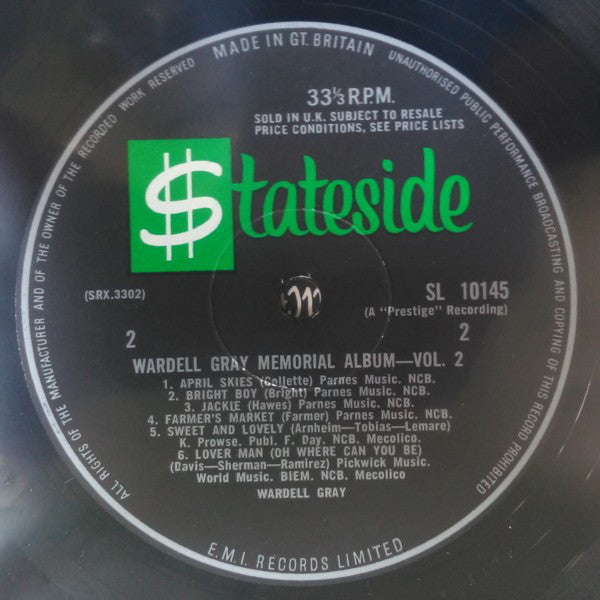 MADE IN GT. BRITAIN
UNAUTHORISED PUBLIC PERFORMANCE BROADCASTING AND COPYING OF THIS RECORD PROHIBITED
ALL RIGHTS OF THE MANUFACTURER AND OF THE OWNER OF THE RECORDED WORK RESERVED
33⅓ R.P.M.
SOLD IN U.K. SUBJECT TO RESALE
PRICE CONDITIONS, SEE PRICE LISTS
$tateside
(SRX.3302)
SL 10145
(A "Prestige" Recording)
2
2
WARDELL GRAY MEMORIAL ALBUM—VOL. 2
1. APRIL SKIES (Collette) Parnes Music. NCB.
2. BRIGHT BOY (Bright) Parnes Music. NCB.
3. JACKIE (Hawes) Parnes Music. NCB.
4. FARMER'S MARKET (Farmer) Parnes Music. NCB.
5. SWEET AND LOVELY (Arnheim—Tobias—Lemare)
K. Prowse. Publ. F. Day. NCB. Mecolico.
6. LOVER MAN (OH WHERE CAN YOU BE)
(Davis—Sherman—Ramirez) Pickwick Music.
World Music. BIEM. NCB. Mecolico
WARDELL GRAY
E.M.I. RECORDS LIMITED